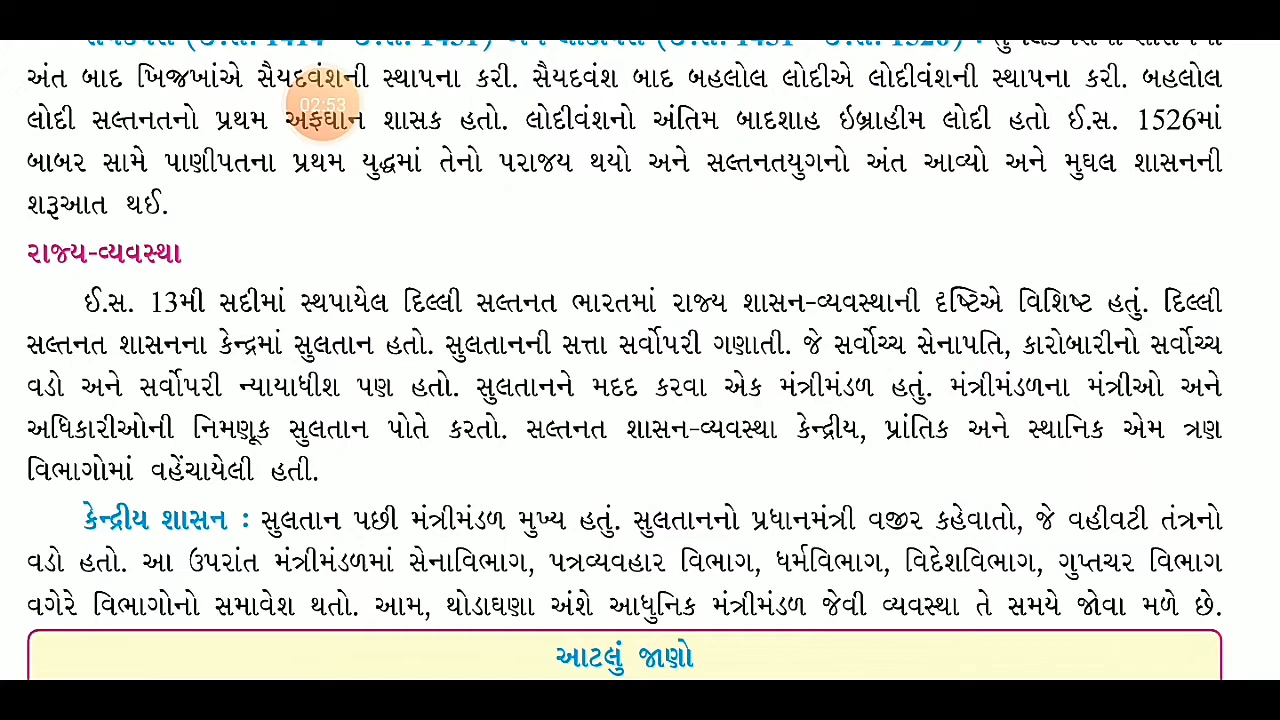 અંત બાદ ખિજ્રખાંએ સૈયદવંશની સ્થાપના કરી. સૈયદવંશ બાદ બહલોલ લોદીએ લોદીવંશની સ્થાપના કરી. બહલોલ
લોદી સલ્તનતનો પ્રથમ અફઘાન શાસક હતો. લોદીવંશનો અંતિમ બાદશાહ ઇબ્રાહીમ લોદી હતો ઈ.સ. 1526માં
બાબર સામે પાણીપતના પ્રથમ યુદ્ધમાં તેનો પરાજય થયો અને સલ્તનતયુગનો અંત આવ્યો અને મુઘલ શાસનની
શરૂઆત થઈ.
રાજ્ય-વ્યવસ્થા
ઈ.સ. 13મી સદીમાં સ્થપાયેલ દિલ્લી સલ્તનત ભારતમાં રાજ્ય શાસન-વ્યવસ્થાની દૃષ્ટિએ વિશિષ્ટ હતું. દિલ્લી
સલ્તનત શાસનના કેન્દ્રમાં સુલતાન હતો. સુલતાનની સત્તા સર્વોપરી ગણાતી. જે સર્વોચ્ચ સેનાપતિ, કારોબારીનો સર્વોચ્ચ
વડો અને સર્વોપરી ન્યાયાધીશ પણ હતો. સુલતાનને મદદ કરવા એક મંત્રીમંડળ હતું. મંત્રીમંડળના મંત્રીઓ અને
અધિકારીઓની નિમણૂક સુલતાન પોતે કરતો. સલ્તનત શાસન-વ્યવસ્થા કેન્દ્રીય, પ્રાંતિક અને સ્થાનિક એમ ત્રણ
વિભાગોમાં વહેંચાયેલી હતી.
કેન્દ્રીય શાસન : સુલતાન પછી મંત્રીમંડળ મુખ્ય હતું. સુલતાનનો પ્રધાનમંત્રી વજીર કહેવાતો, જે વહીવટી તંત્રનો
વડો હતો. આ ઉપરાંત મંત્રીમંડળમાં સેનાવિભાગ, પત્રવ્યવહાર વિભાગ, ધર્મવિભાગ, વિદેશવિભાગ, ગુપ્તચર વિભાગ
વગેરે વિભાગોનો સમાવેશ થતો. આમ, થોડાઘણા અંશે આધુનિક મંત્રીમંડળ જેવી વ્યવસ્થા તે સમયે જોવા મળે છે.
આટલું જાણો
02:53